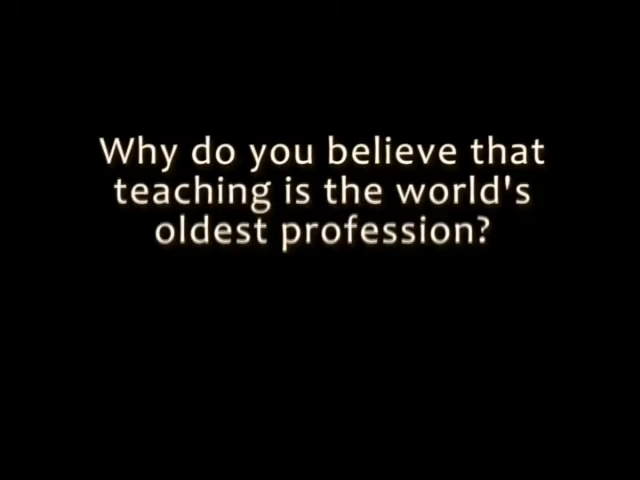 Why do you believe that
teaching is the world's
oldest profession?